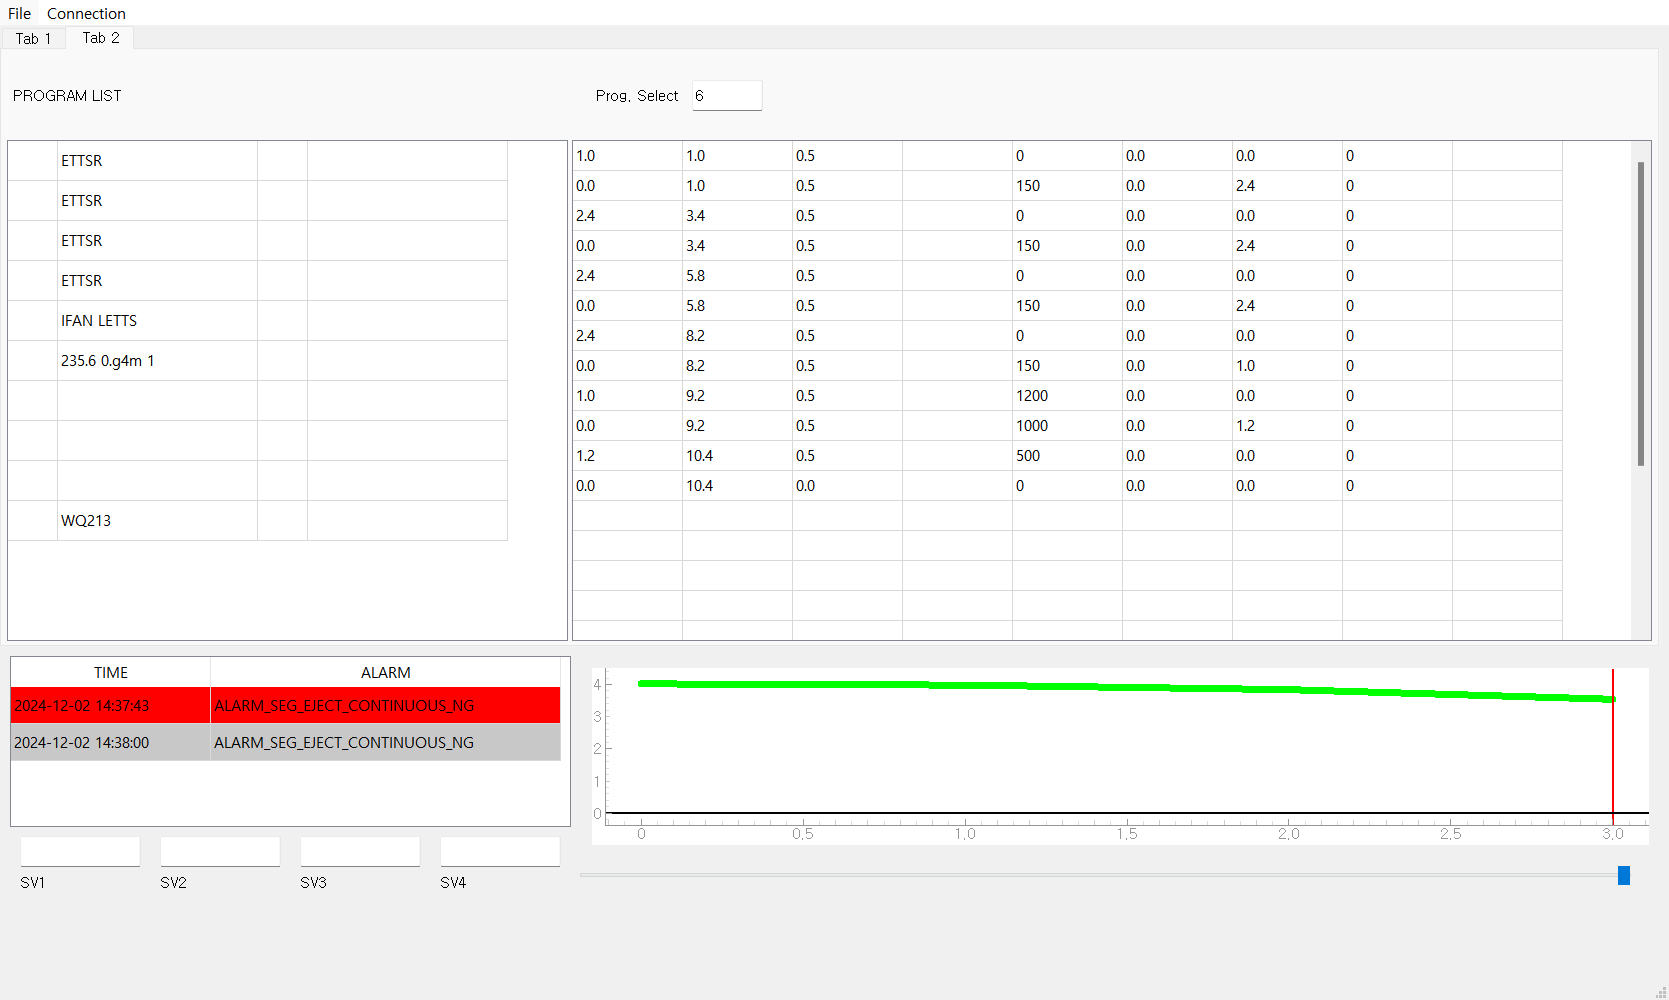 File Connection
Tab 1 Tab 2
PROGRAM LIST
Prog. Select 6
ETTSR
ETTSR
ETTSR
ETTSR
IFAN LETTS
235.6 0.g4m 1
WQ213
1.0 1.0 0.5 0 0.0 0.0 0
0.0 1.0 0.5 150 0.0 2.4 0
2.4 3.4 0.5 0 0.0 0.0 0
0.0 3.4 0.5 150 0.0 2.4 0
2.4 5.8 0.5 0 0.0 0.0 0
0.0 5.8 0.5 150 0.0 2.4 0
2.4 8.2 0.5 0 0.0 0.0 0
0.0 8.2 0.5 150 0.0 1.0 0
1.0 9.2 0.5 1200 0.0 0.0 0
0.0 9.2 0.5 1000 0.0 1.2 0
1.2 10.4 0.5 500 0.0 0.0 0
0.0 10.4 0.0 0 0.0 0.0 0
TIME ALARM
2024-12-02 14:37:43 ALARM_SEG_EJECT_CONTINUOUS_NG
2024-12-02 14:38:00 ALARM_SEG_EJECT_CONTINUOUS_NG
SV1 SV2 SV3 SV4
4
3
2
1
0
0 0.5 1.0 1.5 2.0 2.5 3.0